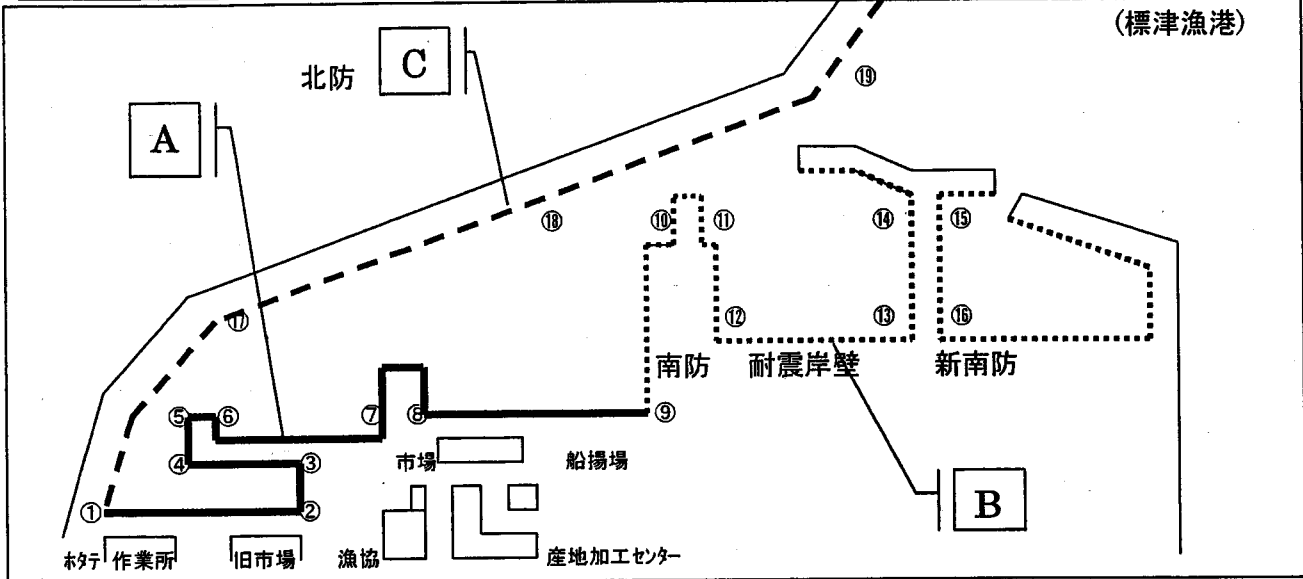 (標津漁港)
北防
C
A
⑲
⑱
⑩
⑪
⑭
⑮
⑰
⑫
⑬
⑯
南防
耐震岸壁
新南防
⑤
⑥
⑦
⑧
⑨
④
③
市場
船揚場
①
②
B
ホタテ
作業所
旧市場
漁協
産地加工センター